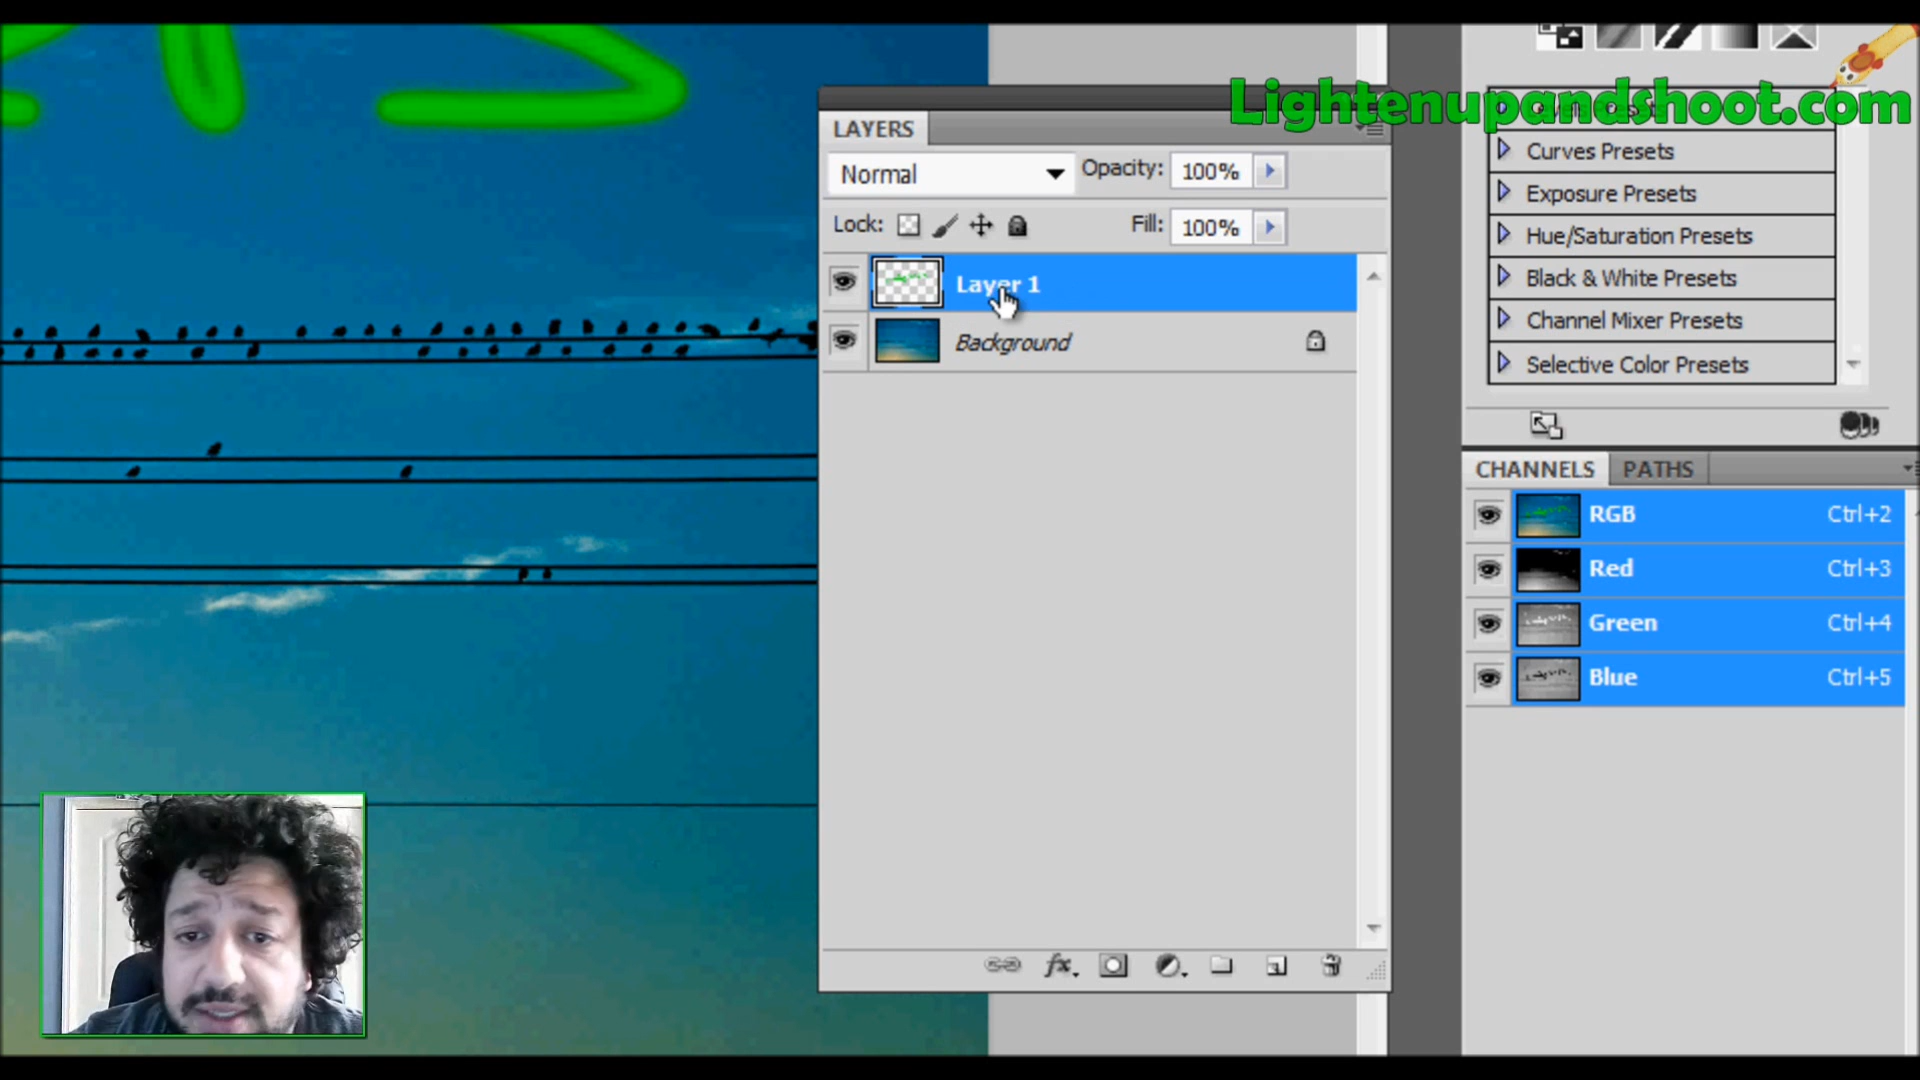 Lightenupandshoot.com
LAYERS
Normal
Opacity: 100%
Lock:
Fill: 100%
Layer 1
Background
Curves Presets
Exposure Presets
Hue/Saturation Presets
Black & White Presets
Channel Mixer Presets
Selective Color Presets
CHANNELS PATHS
RGB Ctrl+2
Red Ctrl+3
Green Ctrl+4
Blue Ctrl+5
fx